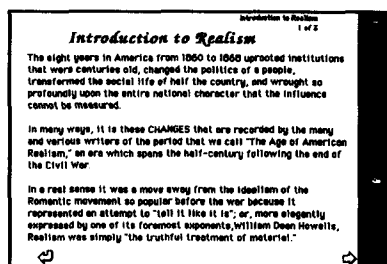 Introduction to Realism
1 of 3
Introduction to Realism
The eight years in America from 1860 to 1868 uprooted institutions
that were centuries old, changed the politics of a people,
transformed the social life of half the country, and wrought so
profoundly upon the entire national character that the influence
cannot be measured.
In many ways, it is these CHANGES that are recorded by the many
and various writers of the period that we call "The Age of American
Realism," an era which spans the half-century following the end of
the Civil War.
In a real sense it was a move away from the idealism of the
Romantic movement so popular before the war because it
represented an attempt to "tell it like it is"; or, more elegantly
expressed by one of its foremost exponents,William Dean Howells,
Realism was simply "the truthful treatment of material."